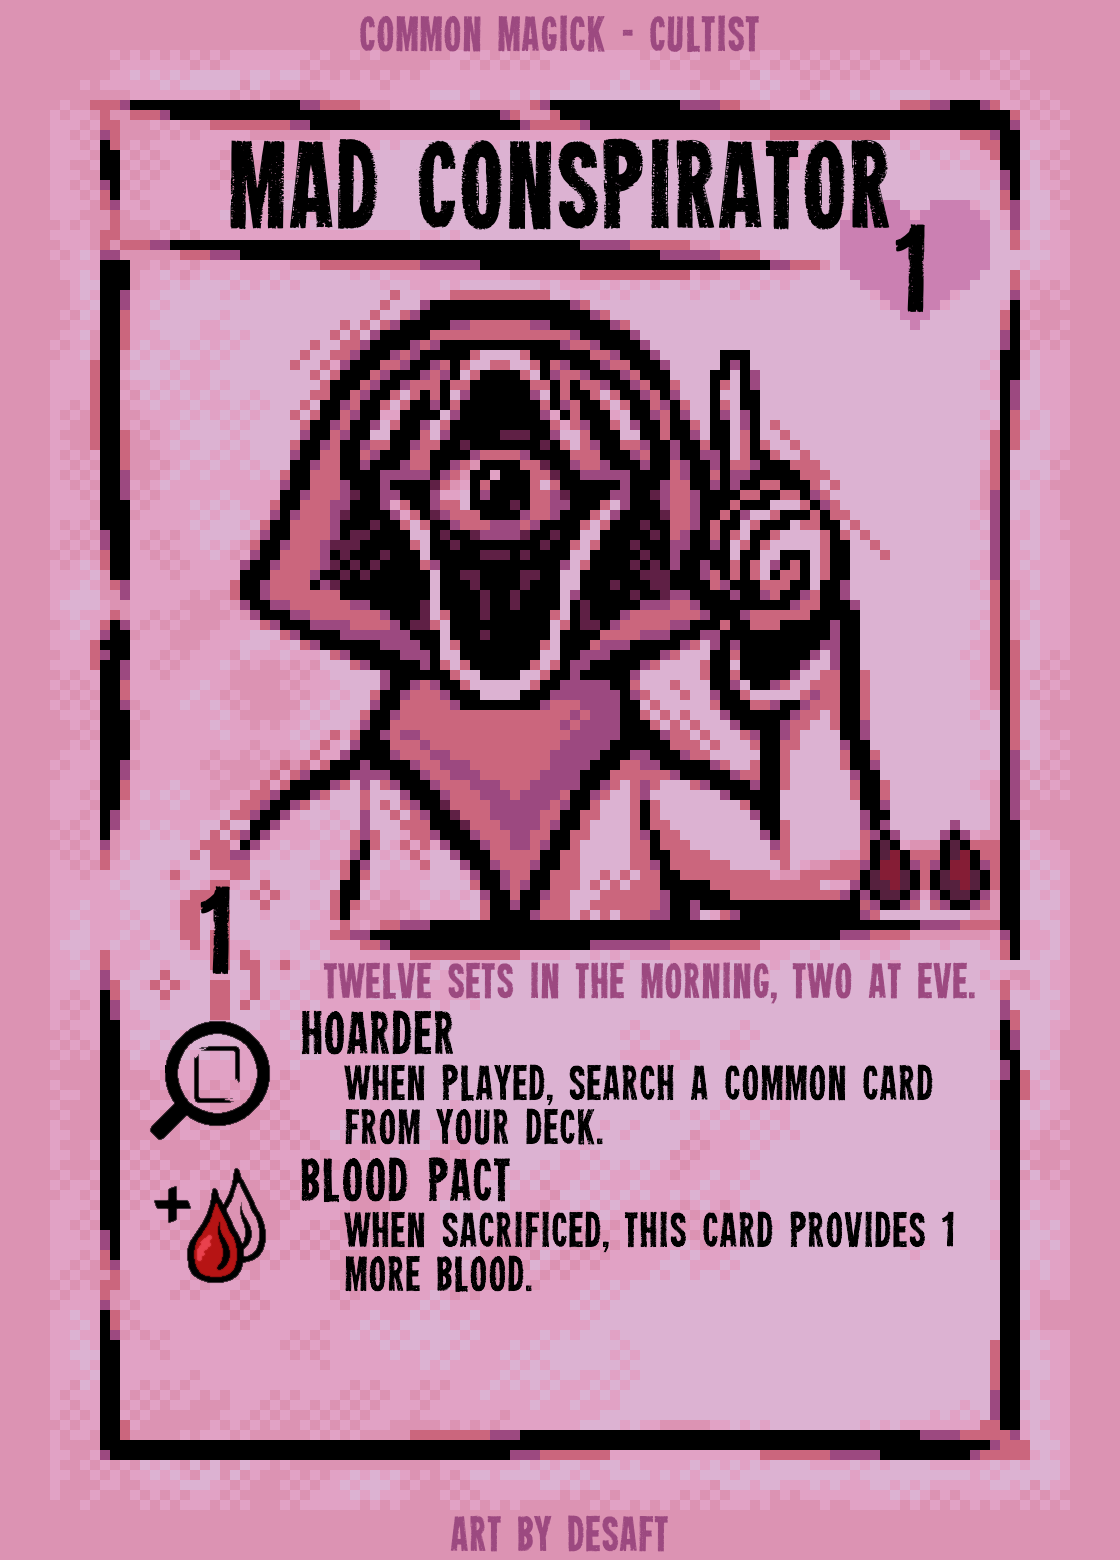 COMMON MAGICK - CULTIST
MAD CONSPIRATOR
1
1
TWELVE SETS IN THE MORNING, TWO AT EVE.
HOARDER
WHEN PLAYED, SEARCH A COMMON CARD
FROM YOUR DECK.
BLOOD PACT
+
WHEN SACRIFICED, THIS CARD PROVIDES 1
MORE BLOOD.
ART BY DESAFT